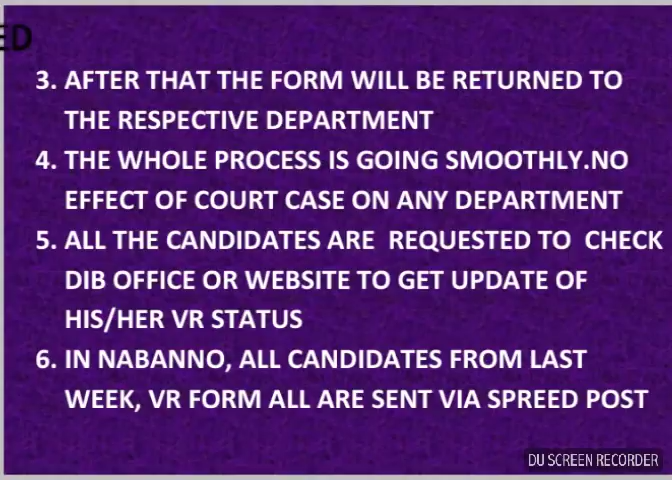 ED
3. AFTER THAT THE FORM WILL BE RETURNED TO
THE RESPECTIVE DEPARTMENT
4. THE WHOLE PROCESS IS GOING SMOOTHLY.NO
EFFECT OF COURT CASE ON ANY DEPARTMENT
5. ALL THE CANDIDATES ARE  REQUESTED TO  CHECK
DIB OFFICE OR WEBSITE TO GET UPDATE OF
HIS/HER VR STATUS
6. IN NABANNO, ALL CANDIDATES FROM LAST
WEEK, VR FORM ALL ARE SENT VIA SPREED POST
DU SCREEN RECORDER